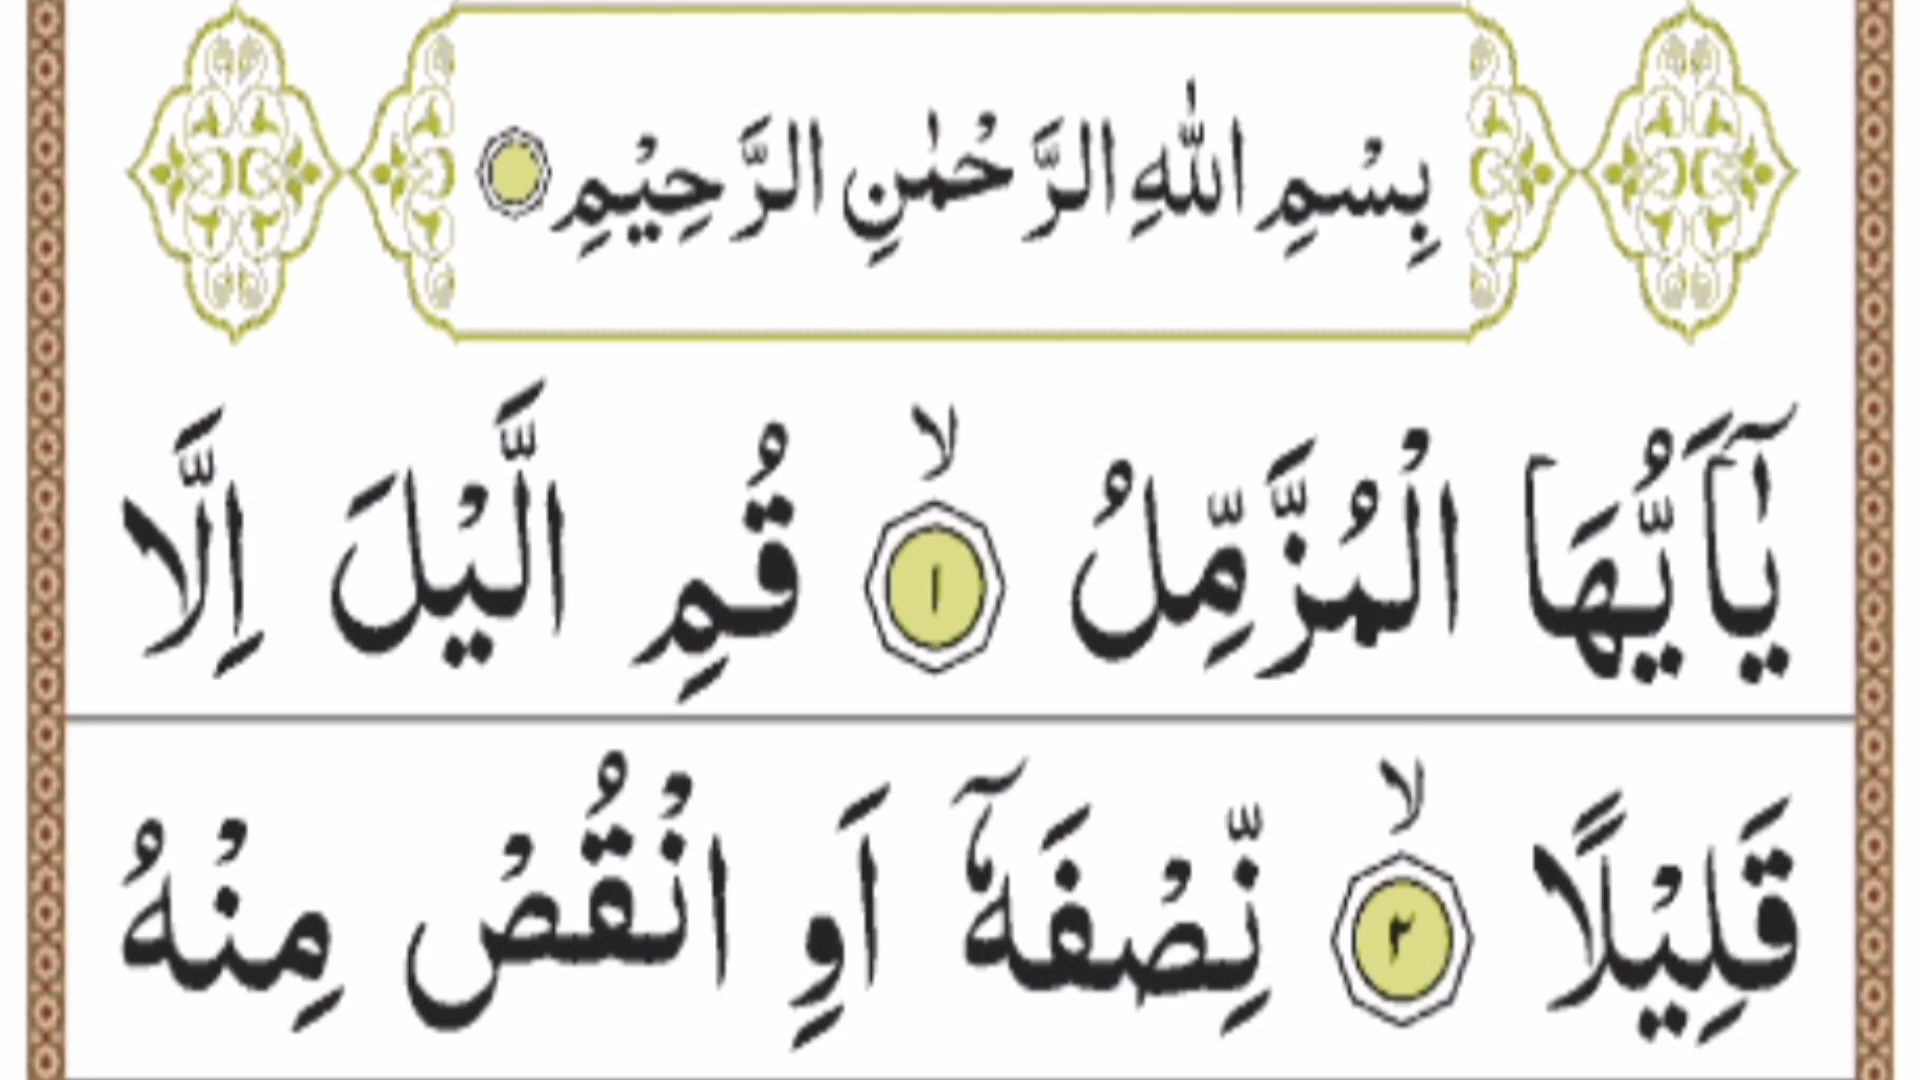 بِسْمِ اللّٰهِ الرَّحْمٰنِ الرَّحِيْمِ
يٰٓاَيُّهَا الْمُزَّمِّلُ ۙ ١ قُمِ الَّيْلَ اِلَّا
قَلِيْلًا ۙ ٢ نِّصْفَهٗٓ اَوِ انْقُصْ مِنْهُ